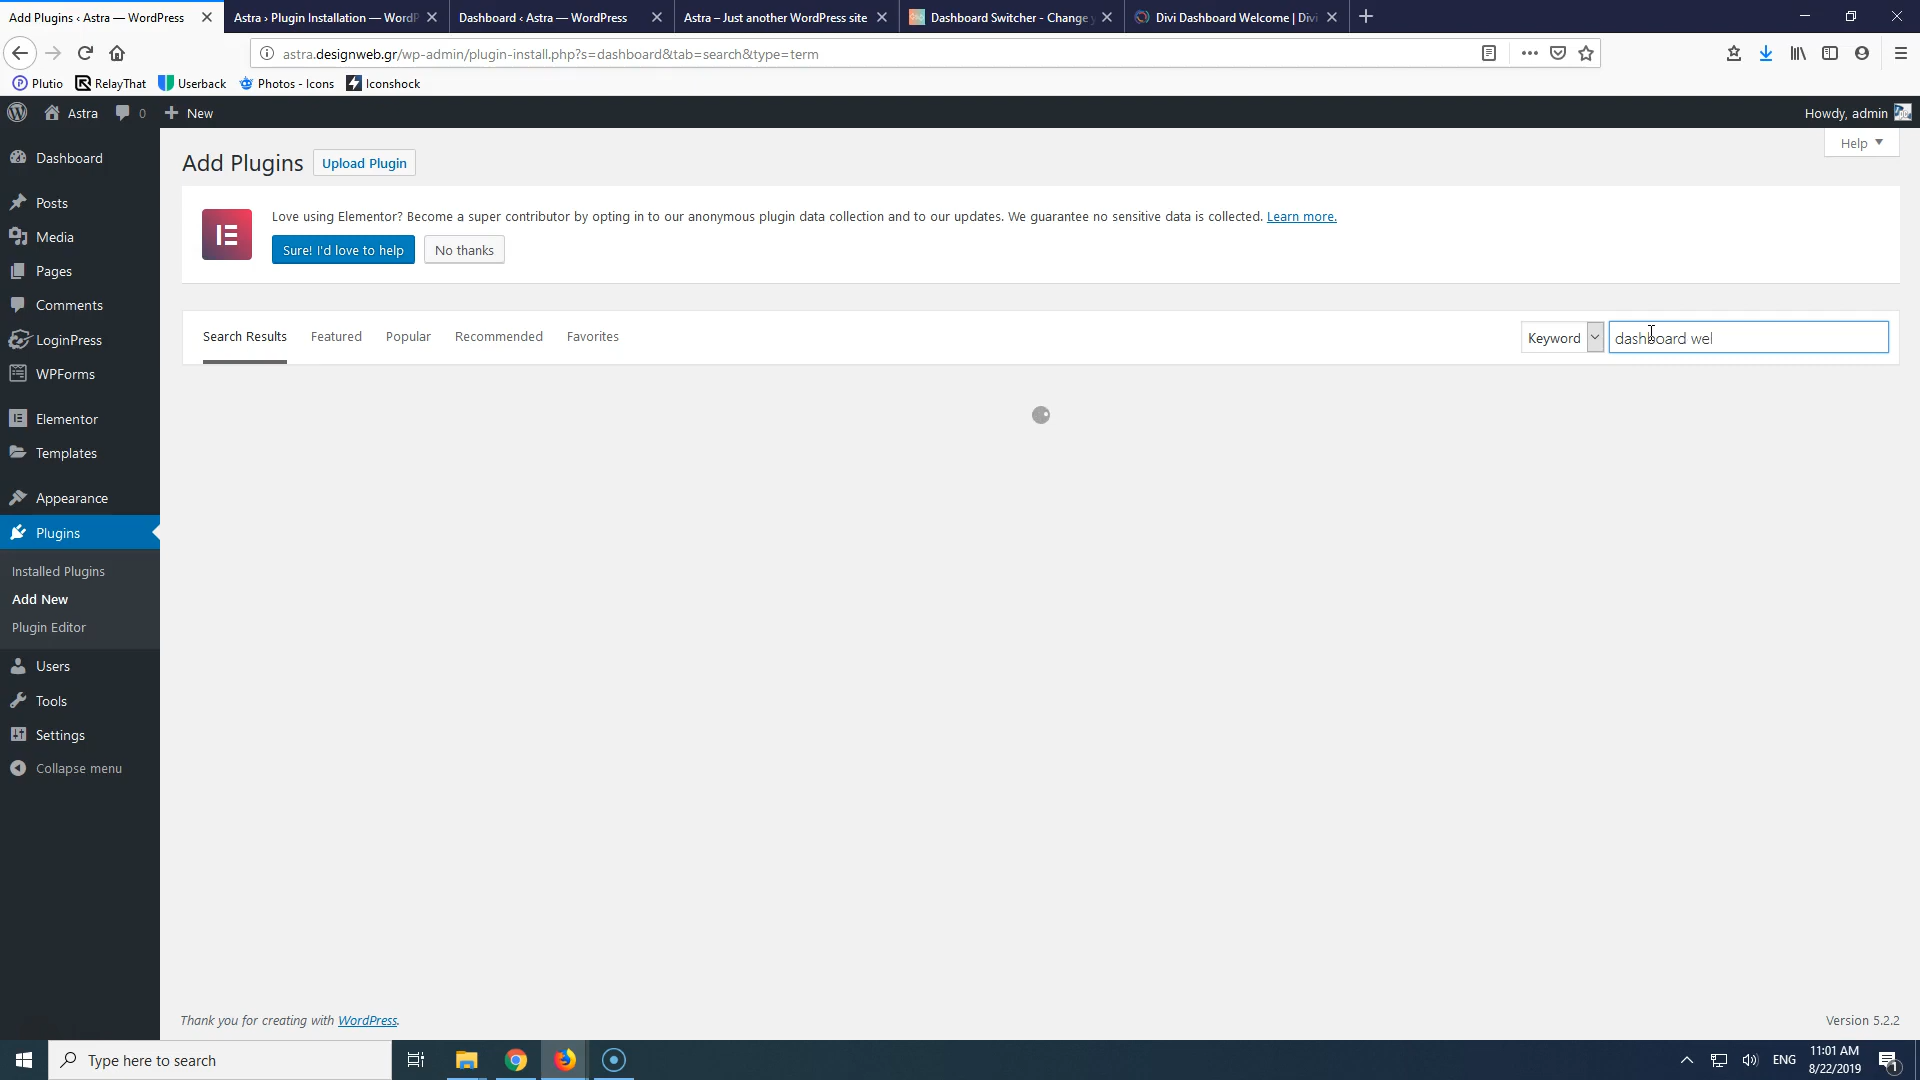 Add Plugins ‹ Astra — WordPress
Astra › Plugin Installation — WordP
Dashboard ‹ Astra — WordPress
Astra – Just another WordPress site
Dashboard Switcher - Change y
Divi Dashboard Welcome | Divi
astra.designweb.gr/wp-admin/plugin-install.php?s=dashboard&tab=search&type=term
Plutio
RelayThat
Userback
Photos - Icons
Iconshock
Astra
0
New
Howdy, admin
Dashboard
Posts
Media
Pages
Comments
LoginPress
WPForms
Elementor
Templates
Appearance
Plugins
Installed Plugins
Add New
Plugin Editor
Users
Tools
Settings
Collapse menu
Add Plugins
Upload Plugin
Help
Love using Elementor? Become a super contributor by opting in to our anonymous plugin data collection and to our updates. We guarantee no sensitive data is collected. Learn more.
Sure! I'd love to help
No thanks
Search Results
Featured
Popular
Recommended
Favorites
Keyword
dashboard wel
Thank you for creating with WordPress.
Version 5.2.2
Type here to search
ENG
11:01 AM
8/22/2019
1